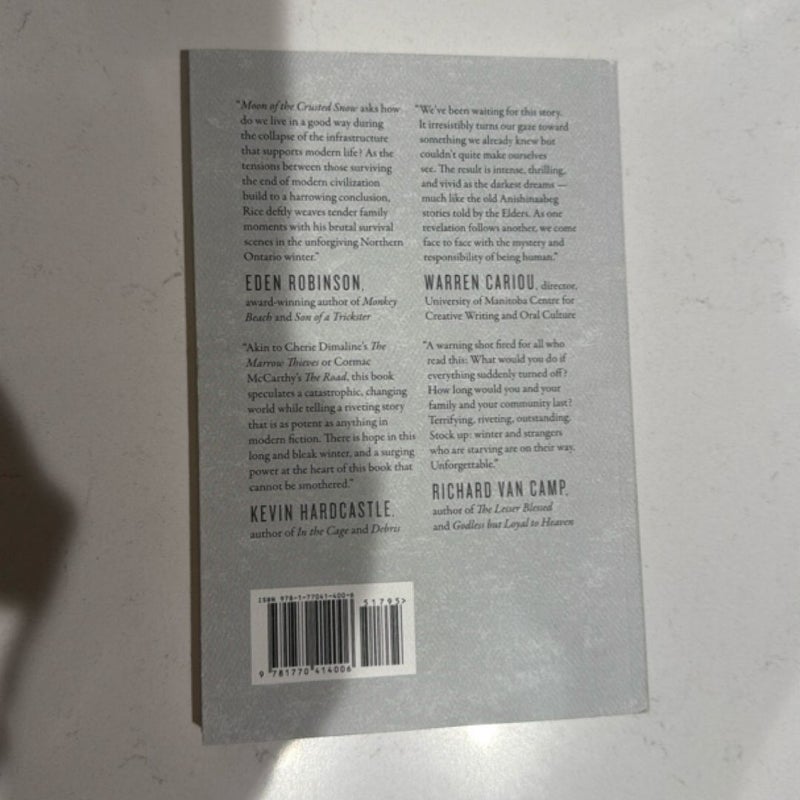 "Moon of the Crusted Snow asks how
do we live in a good way during
the collapse of the infrastructure
that supports modern life? As the
tensions between those surviving
the end of modern civilization
build to a harrowing conclusion,
Rice deftly weaves tender family
moments with his brutal survival
scenes in the unforgiving Northern
Ontario winter."
EDEN ROBINSON,
award-winning author of Monkey
Beach and Son of a Trickster
"Akin to Cherie Dimaline's The
Marrow Thieves or Cormac
McCarthy's The Road, this book
speculates a catastrophic, changing
world while telling a riveting story
that is as potent as anything in
modern fiction. There is hope in this
long and bleak winter, and a surging
power at the heart of this book that
cannot be smothered."
KEVIN HARDCASTLE,
author of In the Cage and Debris
"We've been waiting for this story.
It irresistibly turns our gaze toward
something we already knew but
couldn't quite make ourselves
see. The result is intense, thrilling,
and vivid as the darkest dreams —
much like the old Anishinaabeg
stories told by the Elders. As one
revelation follows another, we come
face to face with the mystery and
responsibility of being human."
WARREN CARIOU, director,
University of Manitoba Centre for
Creative Writing and Oral Culture
"A warning shot fired for all who
read this: What would you do if
everything suddenly turned off?
How long would you and your
family and your community last?
Terrifying, riveting, outstanding.
Stock up: winter and strangers
who are starving are on their way.
Unforgettable."
RICHARD VAN CAMP,
author of The Lesser Blessed
and Godless but Loyal to Heaven
ISBN 978-1-77041-400-6
51795>
9 781770 414006